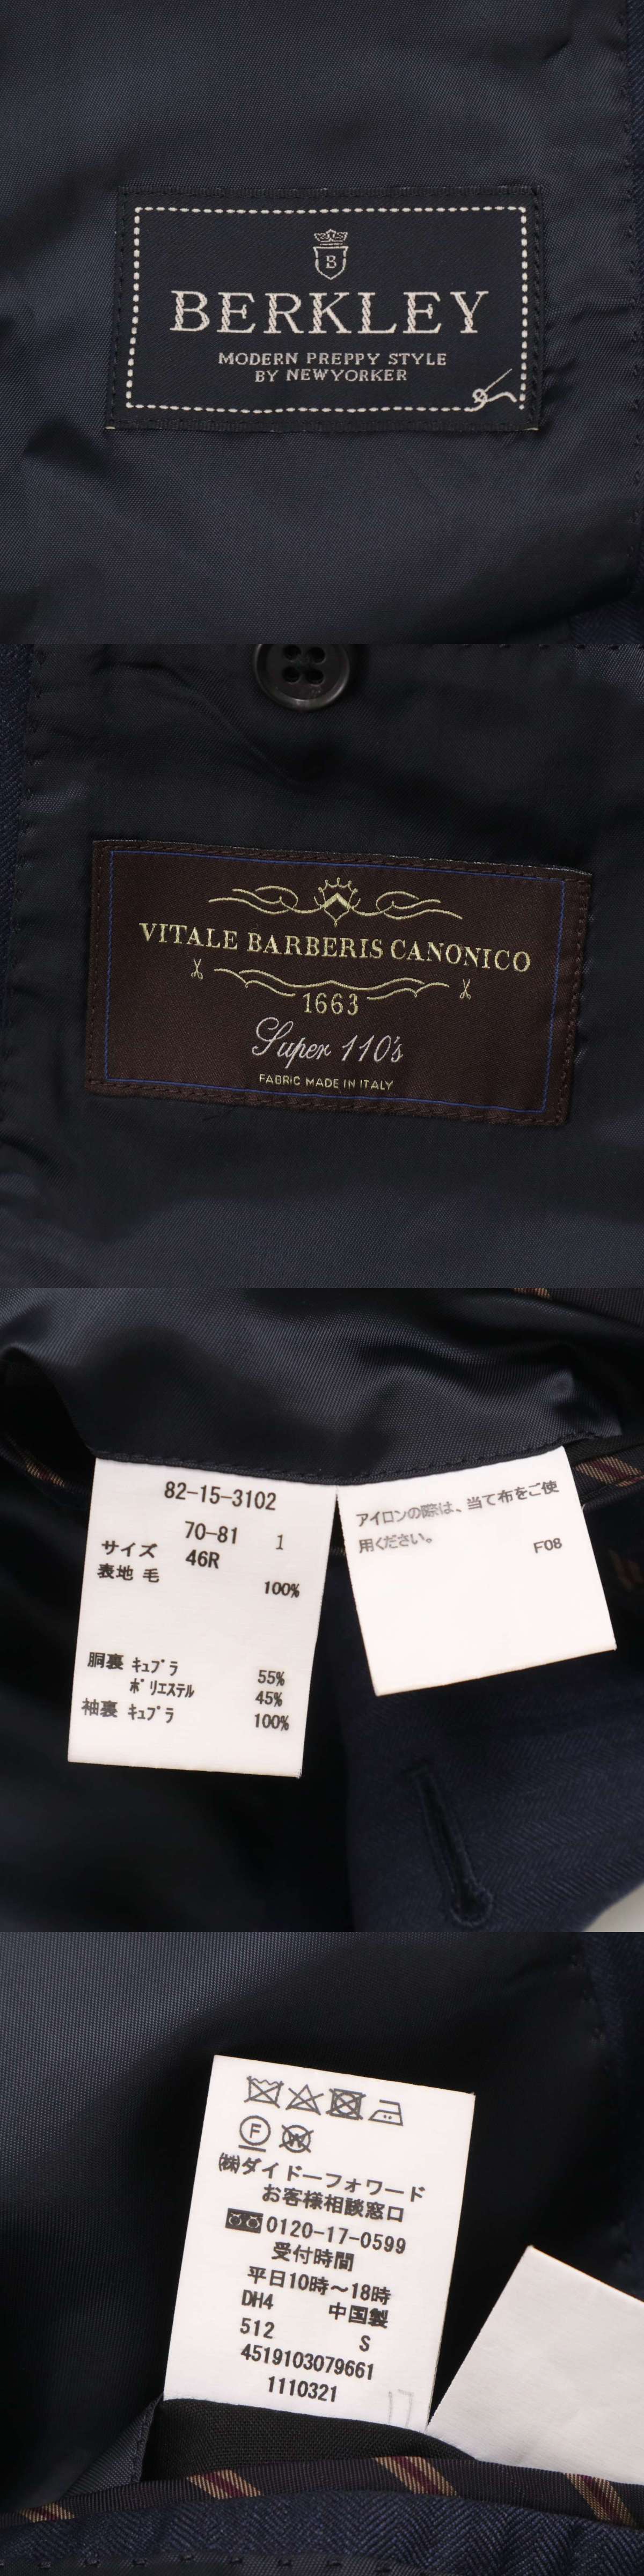 B
BERKLEY
MODERN PREPPY STYLE
BY NEWYORKER
VITALE BARBERIS CANONICO
1663
Super 110's
FABRIC MADE IN ITALY
82-15-3102
70-81 1
サイズ 46R
表地 毛 100%
胴裏 キュプラ 55%
ポリエステル 45%
袖裏 キュプラ 100%
アイロンの際は、当て布をご使
用ください。
F08
F W
㈱ダイドーフォワード
お客様相談窓口
0120-17-0599
受付時間
平日10時～18時
DH4 中国製
512 S
4519103079661
1110321
17